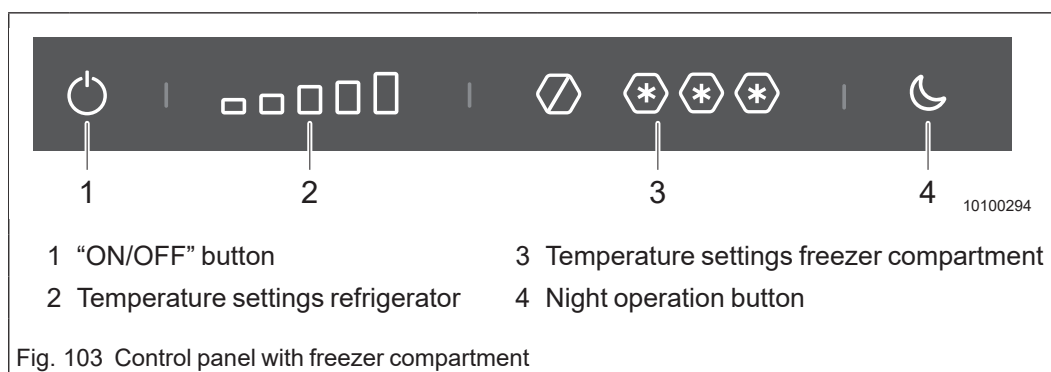 1 2 3 4
10100294
1 “ON/OFF” button
2 Temperature settings refrigerator
3 Temperature settings freezer compartment
4 Night operation button
Fig. 103 Control panel with freezer compartment